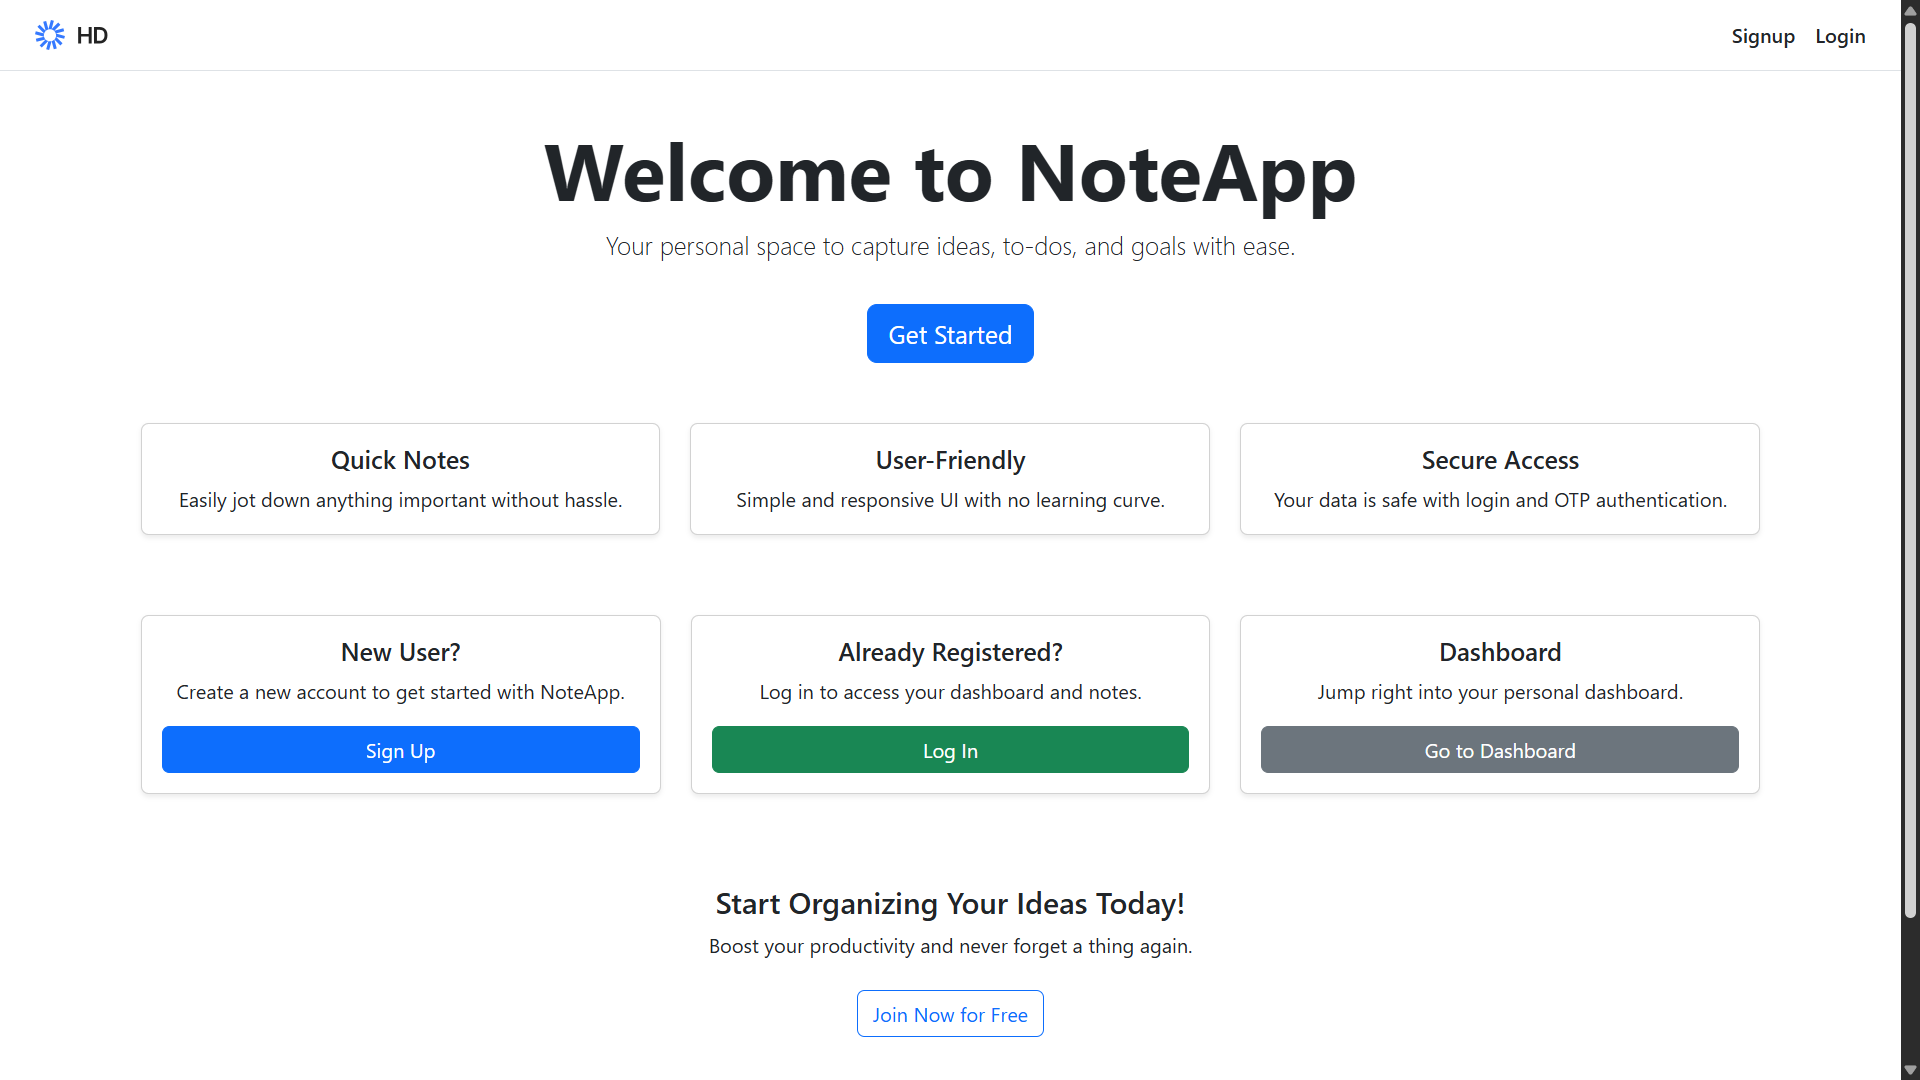 HD
Signup Login
Welcome to NoteApp
Your personal space to capture ideas, to-dos, and goals with ease.
Get Started
Quick Notes
Easily jot down anything important without hassle.
User-Friendly
Simple and responsive UI with no learning curve.
Secure Access
Your data is safe with login and OTP authentication.
New User?
Create a new account to get started with NoteApp.
Sign Up
Already Registered?
Log in to access your dashboard and notes.
Log In
Dashboard
Jump right into your personal dashboard.
Go to Dashboard
Start Organizing Your Ideas Today!
Boost your productivity and never forget a thing again.
Join Now for Free